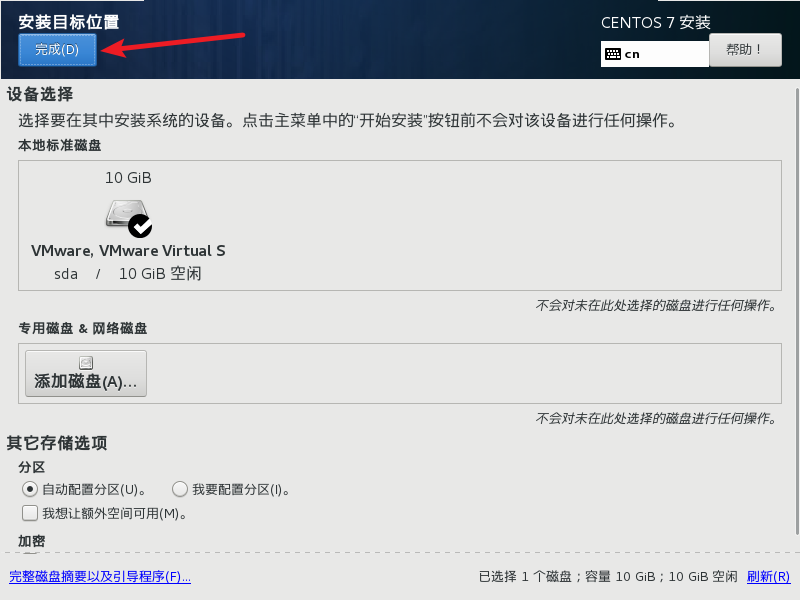 安装目标位置
CENTOS 7 安装
完成(D)
cn
帮助！
设备选择
选择要在其中安装系统的设备。点击主菜单中的“开始安装”按钮前不会对该设备进行任何操作。
本地标准磁盘
10 GiB
VMware, VMware Virtual S
sda / 10 GiB 空闲
不会对未在此处选择的磁盘进行任何操作。
专用磁盘 & 网络磁盘
添加磁盘(A)...
不会对未在此处选择的磁盘进行任何操作。
其它存储选项
分区
自动配置分区(U)。 我要配置分区(I)。
我想让额外空间可用(M)。
加密
完整磁盘摘要以及引导程序(F)...
已选择 1 个磁盘；容量 10 GiB；10 GiB 空闲 刷新(R)